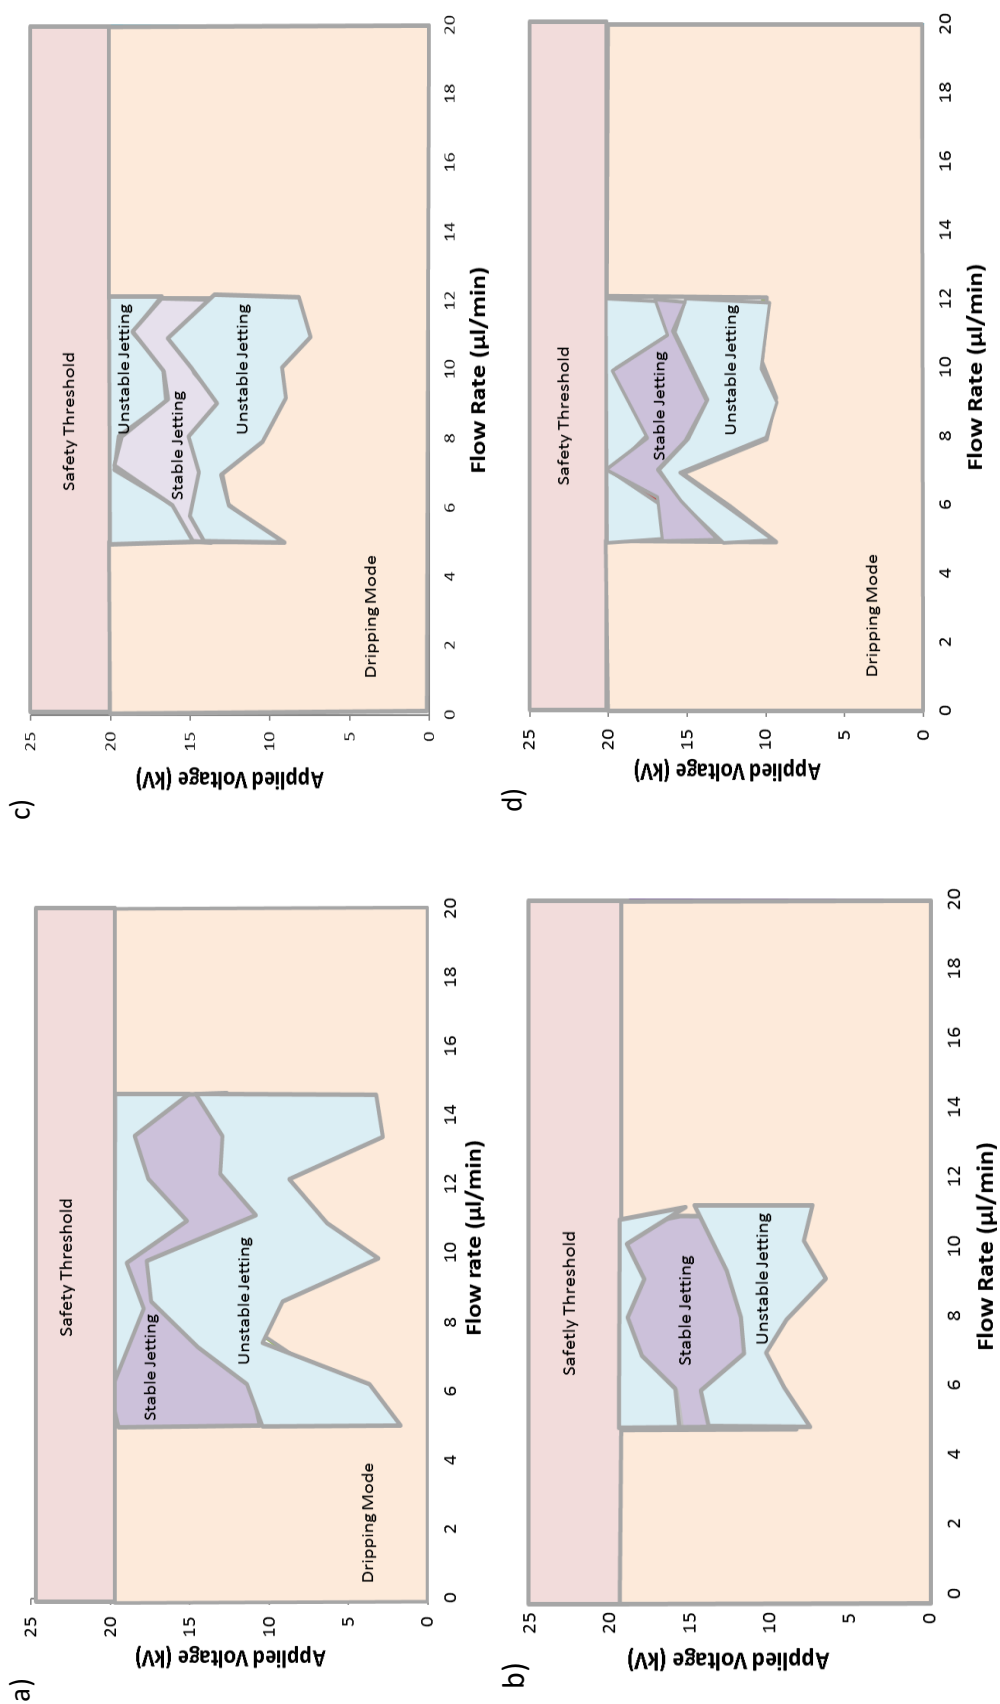 a)
25
20
15
10
5
0
Applied Voltage (kV)
Safety Threshold
Stable Jetting
Unstable Jetting
Dripping Mode
0 2 4 6 8 10 12 14 16 18 20
Flow rate (µl/min)
c)
25
20
15
10
5
0
Applied Voltage (kV)
Safety Threshold
Unstable Jetting
Stable Jetting
Unstable Jetting
Dripping Mode
0 2 4 6 8 10 12 14 16 18 20
Flow Rate (µl/min)
b)
25
20
15
10
5
0
Applied Voltage (kV)
Safetly Threshold
Stable Jetting
Unstable Jetting
0 2 4 6 8 10 12 14 16 18 20
Flow Rate (µl/min)
d)
25
20
15
10
5
0
Applied Voltage (kV)
Safety Threshold
Stable Jetting
Unstable Jetting
Dripping Mode
0 2 4 6 8 10 12 14 16 18 20
Flow Rate (µl/min)